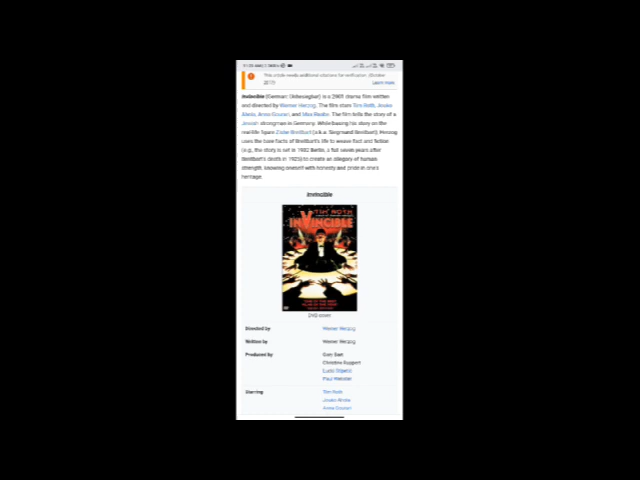 This article needs additional citations for verification. (October
Learn more
Invincible (German: Unbesiegbar) is a 2001 drama film written
and directed by Werner Herzog. The film stars Tim Roth, Jouko
Ahola, Anna Gourari, and Max Raabe. The film tells the story of a
Jewish strongman in Germany. While basing his story on the
real-life figure Zishe Breitbart (a.k.a. Siegmund Breitbart), Herzog
uses the bare facts of Breitbart's life to weave fact and fiction
(e.g., the story is set in 1932 Berlin, a full seven years after
Breitbart's death in 1925) to create an allegory of human
strength, knowing oneself with honesty and pride in one's
heritage.
Invincible
TIM ROTH
INVINCIBLE
DVD cover
Directed by Werner Herzog
Written by Werner Herzog
Produced by Gary Bart
Christine Ruppert
Lucki Stipetić
Paul Webster
Starring Tim Roth
Jouko Ahola
Anna Gourari